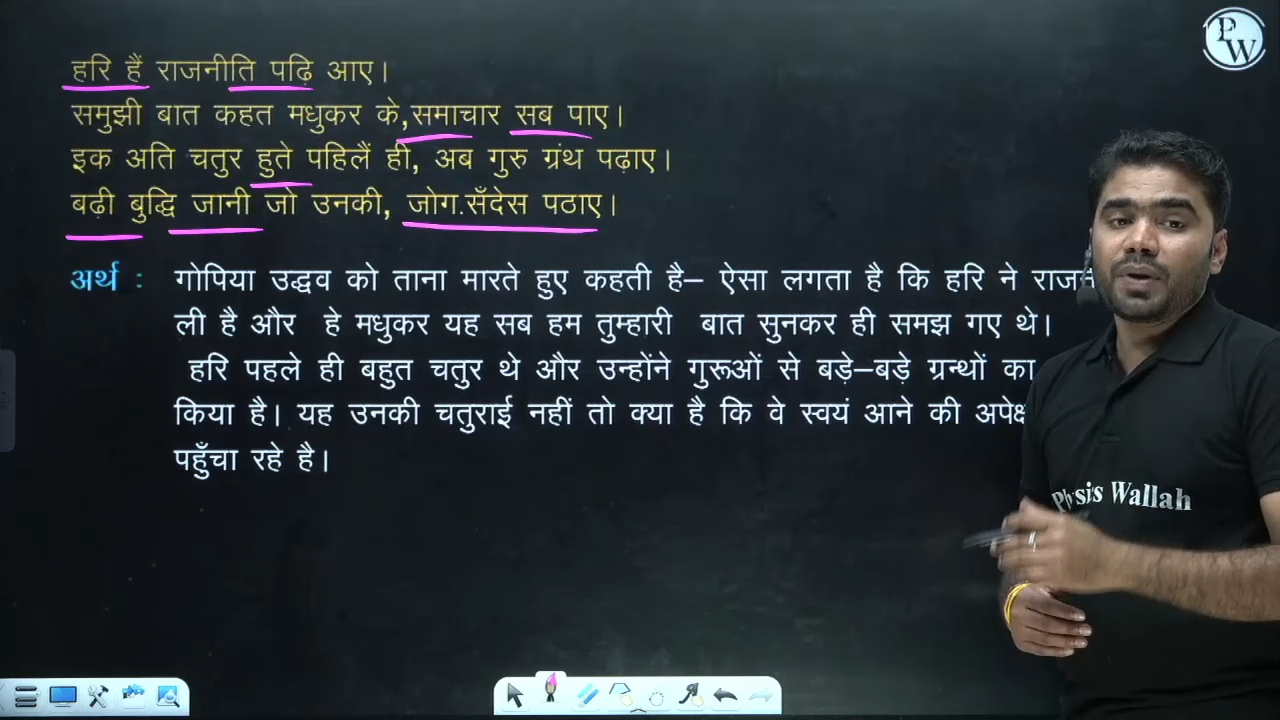 PW
हरि हैं राजनीति पढ़ि आए।
समुझी बात कहत मधुकर के,समाचार सब पाए।
इक अति चतुर हुते पहिलैं ही, अब गुरु ग्रंथ पढ़ाए।
बढ़ी बुद्धि जानी जो उनकी, जोग.सँदेस पठाए।
अर्थ : गोपिया उद्धव को ताना मारते हुए कहती है– ऐसा लगता है कि हरि ने
ली है और हे मधुकर यह सब हम तुम्हारी बात सुनकर ही समझ गए थे।
हरि पहले ही बहुत चतुर थे और उन्होंने गुरूओं से बड़े–बड़े ग्रन्थों का
किया है। यह उनकी चतुराई नहीं तो क्या है कि वे स्वयं आने की
पहुँचा रहे है।
Wallah